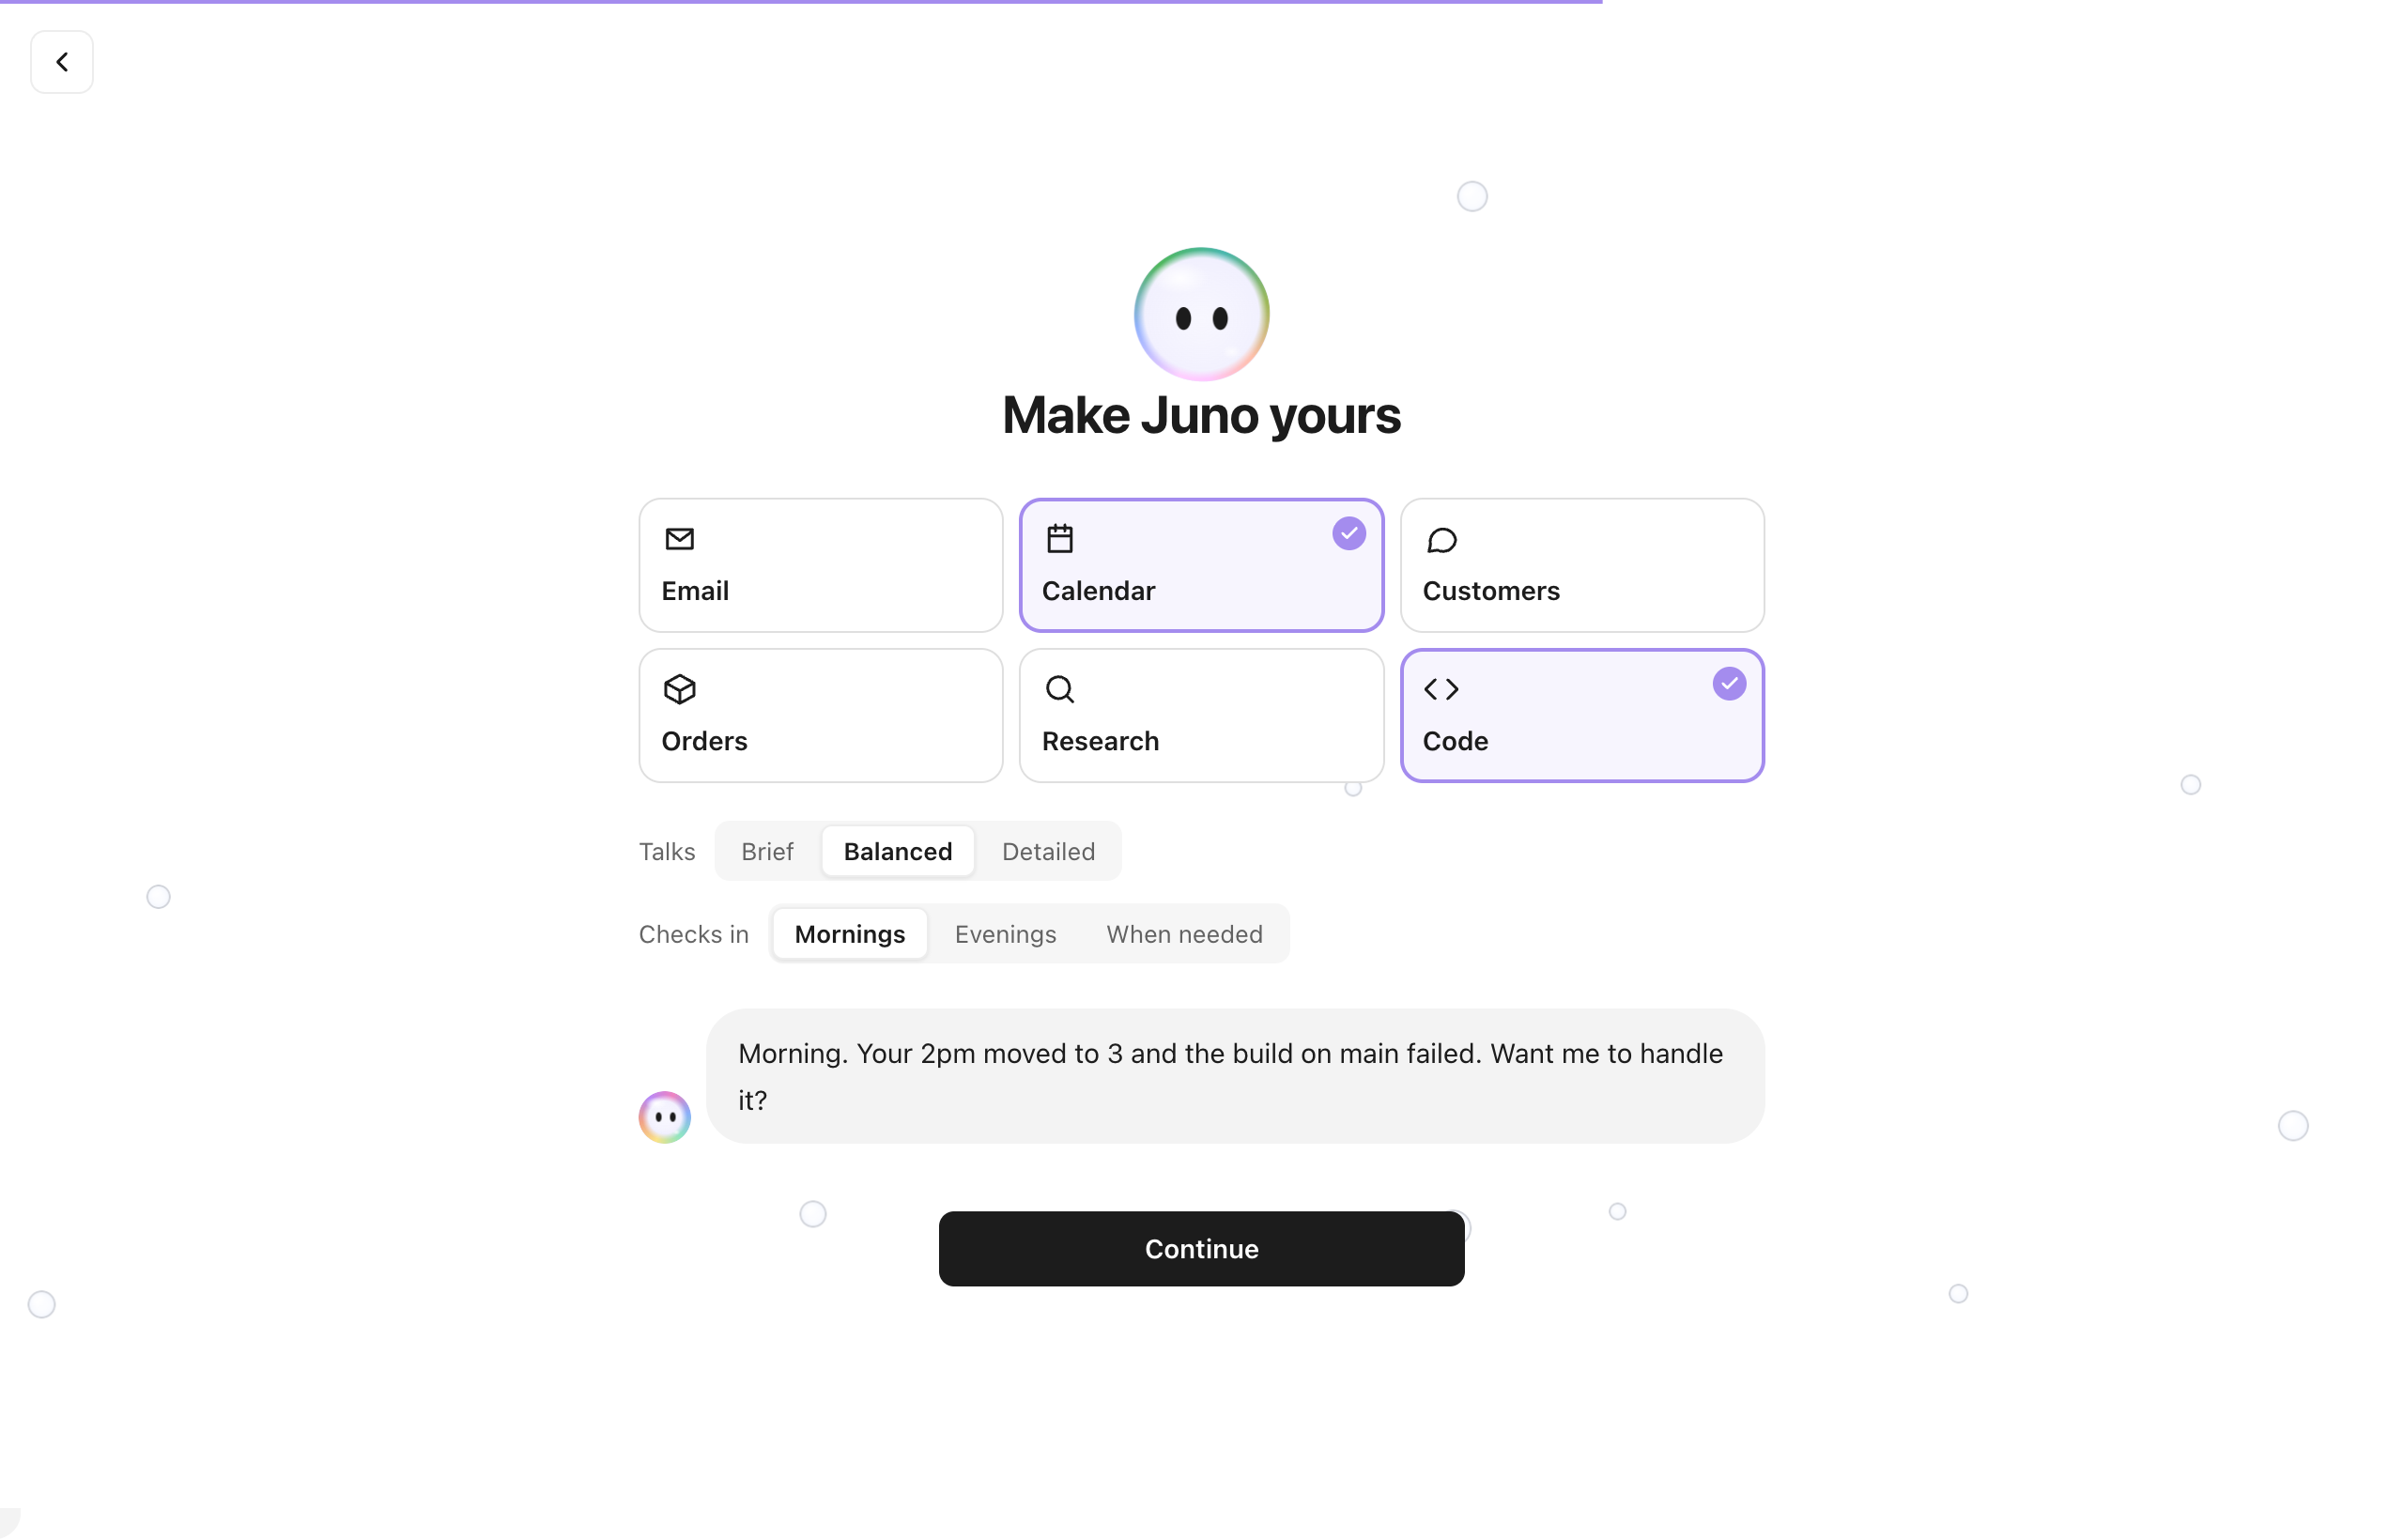 Make Juno yours
Email
Calendar
Customers
Orders
Research
Code
Talks
Brief
Balanced
Detailed
Checks in
Mornings
Evenings
When needed
Morning. Your 2pm moved to 3 and the build on main failed. Want me to handle
it?
Continue